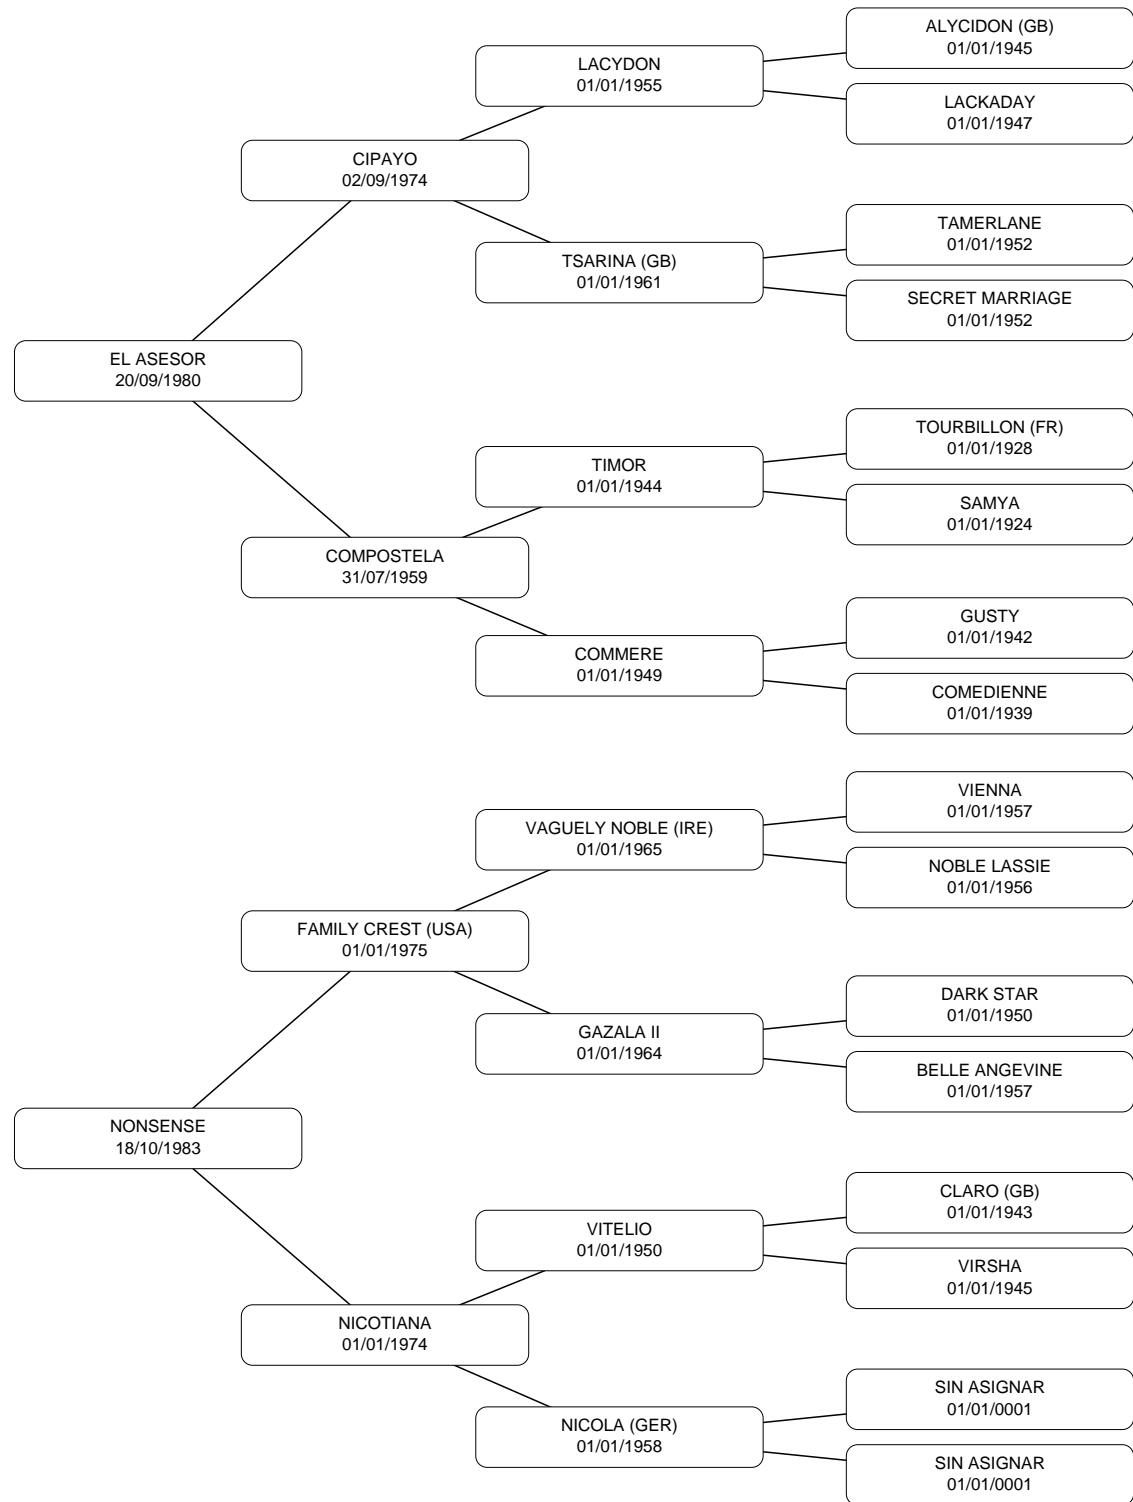 ALYCIDON (GB)
01/01/1945
LACYDON
01/01/1955
LACKADAY
01/01/1947
CIPAYO
02/09/1974
TAMERLANE
01/01/1952
TSARINA (GB)
01/01/1961
SECRET MARRIAGE
01/01/1952
EL ASESOR
20/09/1980
TOURBILLON (FR)
01/01/1928
TIMOR
01/01/1944
SAMYA
01/01/1924
COMPOSTELA
31/07/1959
GUSTY
01/01/1942
COMMERE
01/01/1949
COMEDIENNE
01/01/1939
VIENNA
01/01/1957
VAGUELY NOBLE (IRE)
01/01/1965
NOBLE LASSIE
01/01/1956
FAMILY CREST (USA)
01/01/1975
DARK STAR
01/01/1950
GAZALA II
01/01/1964
BELLE ANGEVINE
01/01/1957
NONSENSE
18/10/1983
CLARO (GB)
01/01/1943
VITELIO
01/01/1950
VIRSHA
01/01/1945
NICOTIANA
01/01/1974
SIN ASIGNAR
01/01/0001
NICOLA (GER)
01/01/1958
SIN ASIGNAR
01/01/0001